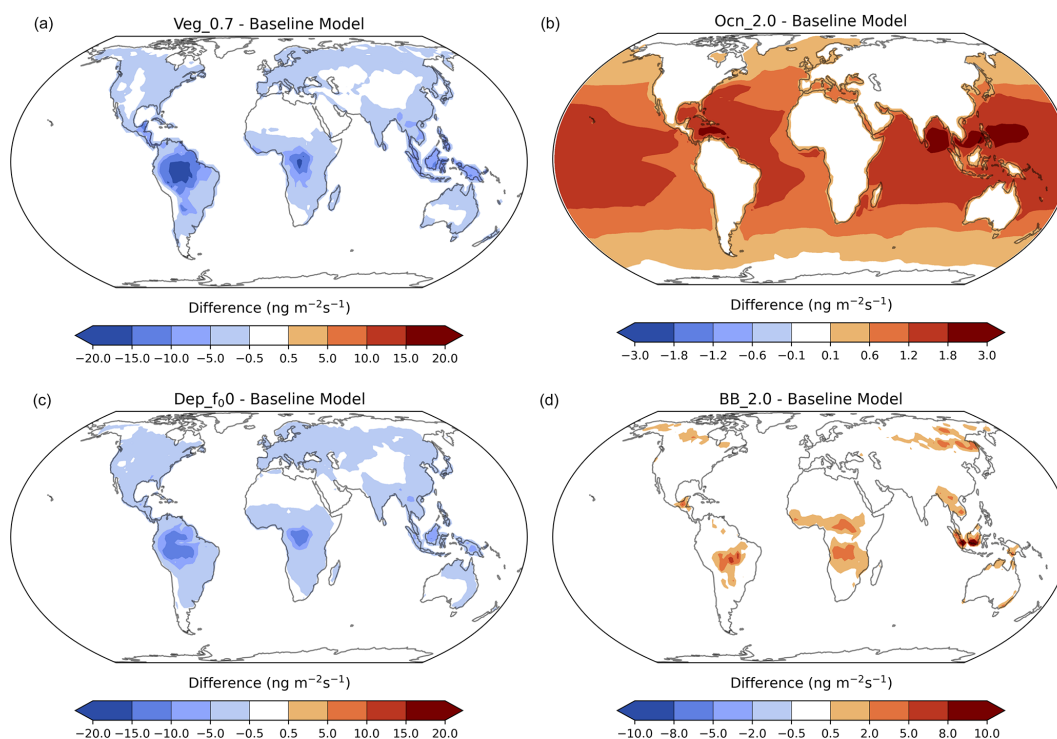 (a)
Veg_0.7 - Baseline Model
Difference (ng m⁻²s⁻¹)
−20.0 −15.0 −10.0 −5.0 −0.5 0.5 5.0 10.0 15.0 20.0
(b)
Ocn_2.0 - Baseline Model
Difference (ng m⁻²s⁻¹)
−3.0 −1.8 −1.2 −0.6 −0.1 0.1 0.6 1.2 1.8 3.0
(c)
Dep_f₀0 - Baseline Model
Difference (ng m⁻²s⁻¹)
−20.0 −15.0 −10.0 −5.0 −0.5 0.5 5.0 10.0 15.0 20.0
(d)
BB_2.0 - Baseline Model
Difference (ng m⁻²s⁻¹)
−10.0 −8.0 −5.0 −2.0 −0.5 0.5 2.0 5.0 8.0 10.0